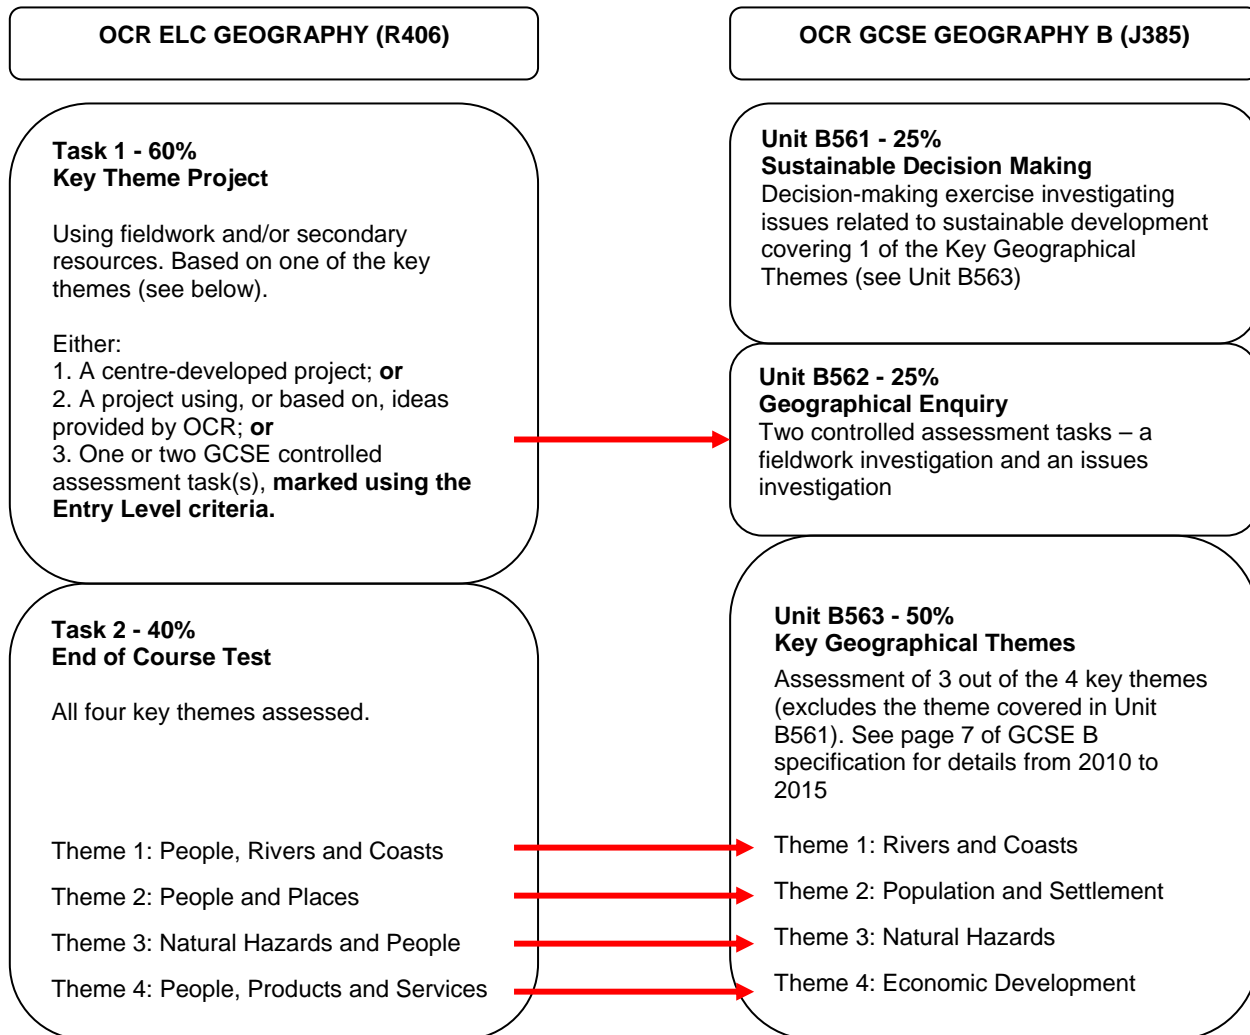 OCR ELC GEOGRAPHY (R406)
Task 1 - 60%
Key Theme Project
Using fieldwork and/or secondary
resources. Based on one of the key
themes (see below).
Either:
1. A centre-developed project; or
2. A project using, or based on, ideas
provided by OCR; or
3. One or two GCSE controlled
assessment task(s), marked using the
Entry Level criteria.
Task 2 - 40%
End of Course Test
All four key themes assessed.
Theme 1: People, Rivers and Coasts
Theme 2: People and Places
Theme 3: Natural Hazards and People
Theme 4: People, Products and Services
OCR GCSE GEOGRAPHY B (J385)
Unit B561 - 25%
Sustainable Decision Making
Decision-making exercise investigating
issues related to sustainable development
covering 1 of the Key Geographical
Themes (see Unit B563)
Unit B562 - 25%
Geographical Enquiry
Two controlled assessment tasks – a
fieldwork investigation and an issues
investigation
Unit B563 - 50%
Key Geographical Themes
Assessment of 3 out of the 4 key themes
(excludes the theme covered in Unit
B561). See page 7 of GCSE B
specification for details from 2010 to
2015
Theme 1: Rivers and Coasts
Theme 2: Population and Settlement
Theme 3: Natural Hazards
Theme 4: Economic Development